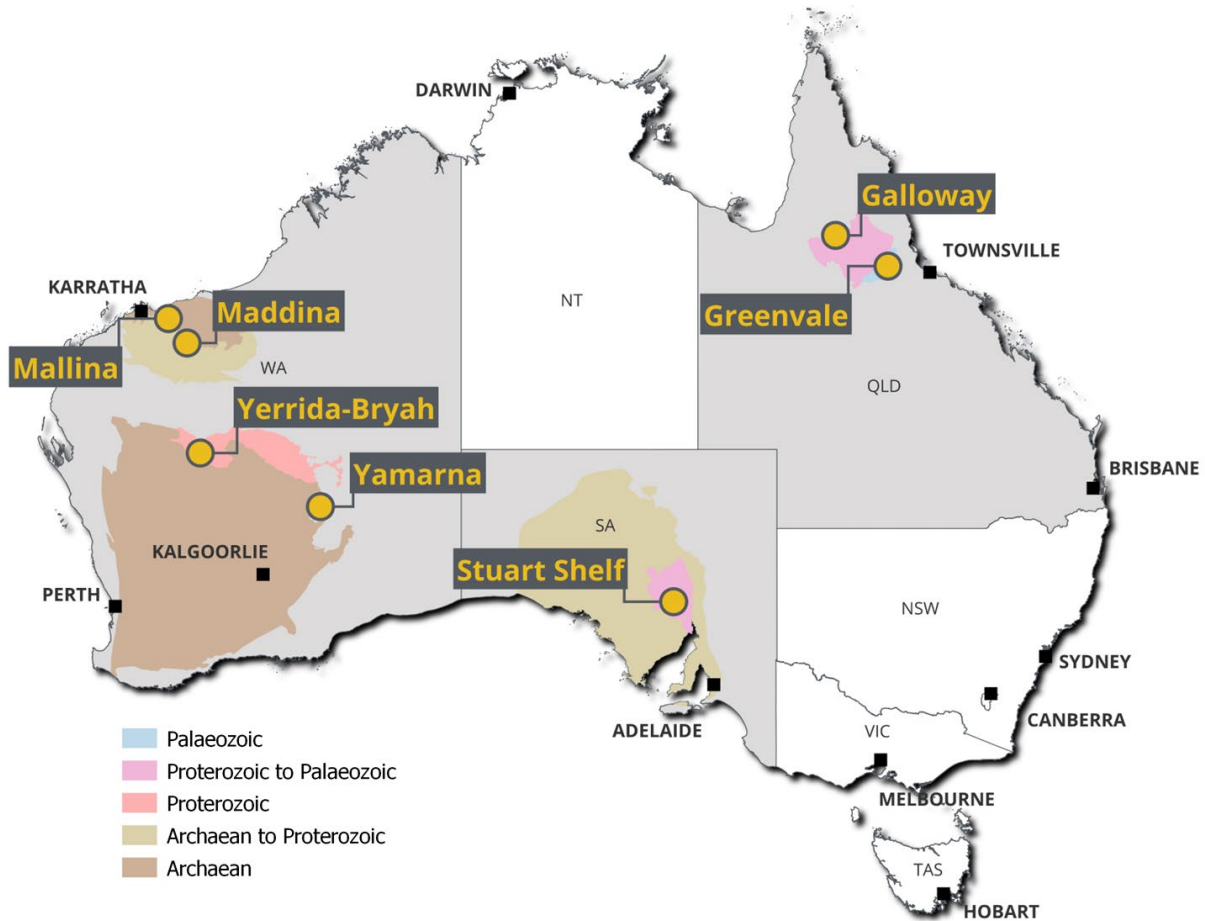 DARWIN
Galloway
TOWNSVILLE
KARRATHA
Maddina
NT
Greenvale
Mallina
WA
QLD
Yerrida-Bryah
Yamarna
BRISBANE
SA
KALGOORLIE
Stuart Shelf
PERTH
NSW
SYDNEY
CANBERRA
ADELAIDE
VIC
MELBOURNE
TAS
HOBART
Palaeozoic
Proterozoic to Palaeozoic
Proterozoic
Archaean to Proterozoic
Archaean